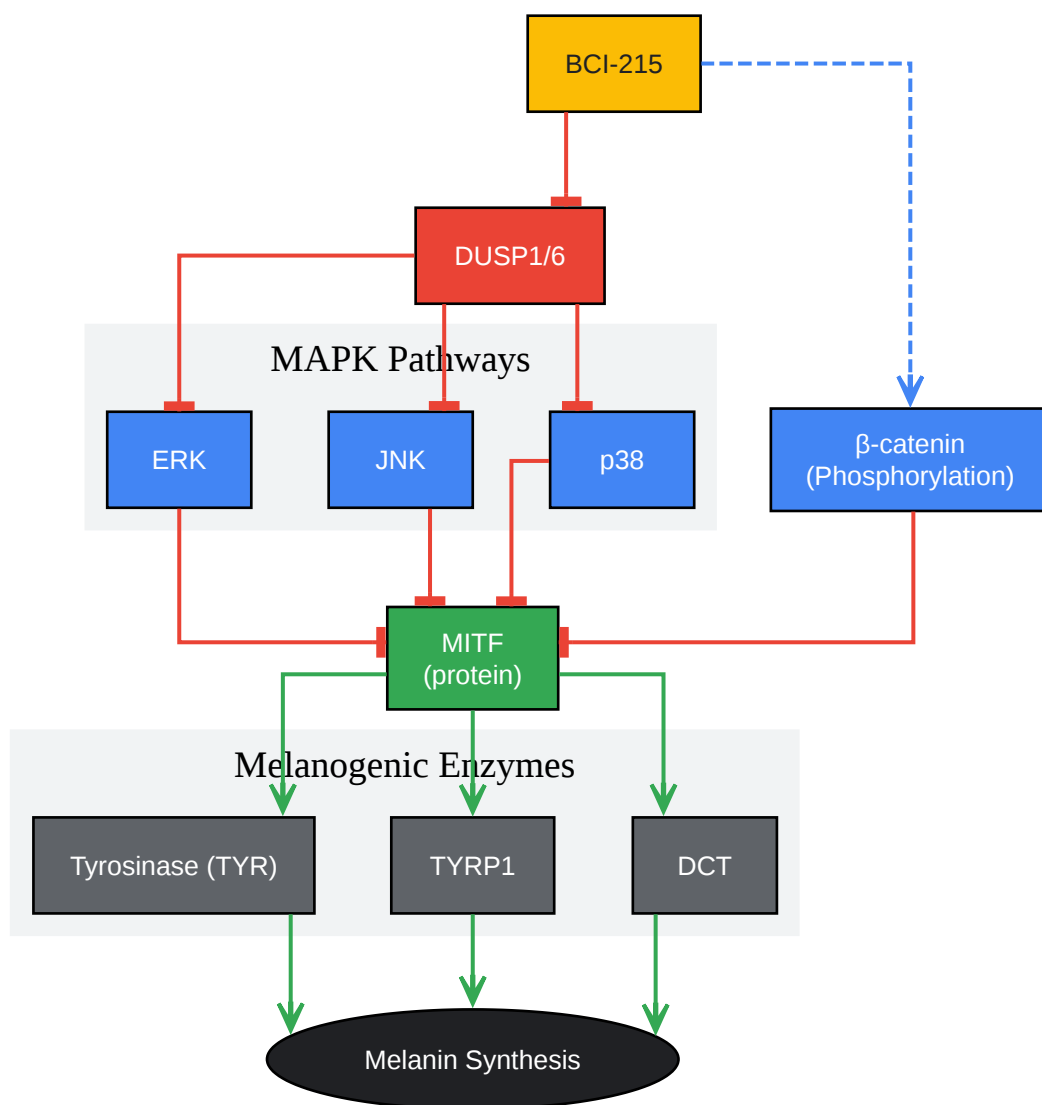 BCI-215
DUSP1/6
MAPK Pathways
ERK
JNK
p38
β-catenin
(Phosphorylation)
MITF
(protein)
Melanogenic Enzymes
Tyrosinase (TYR)
TYRP1
DCT
Melanin Synthesis